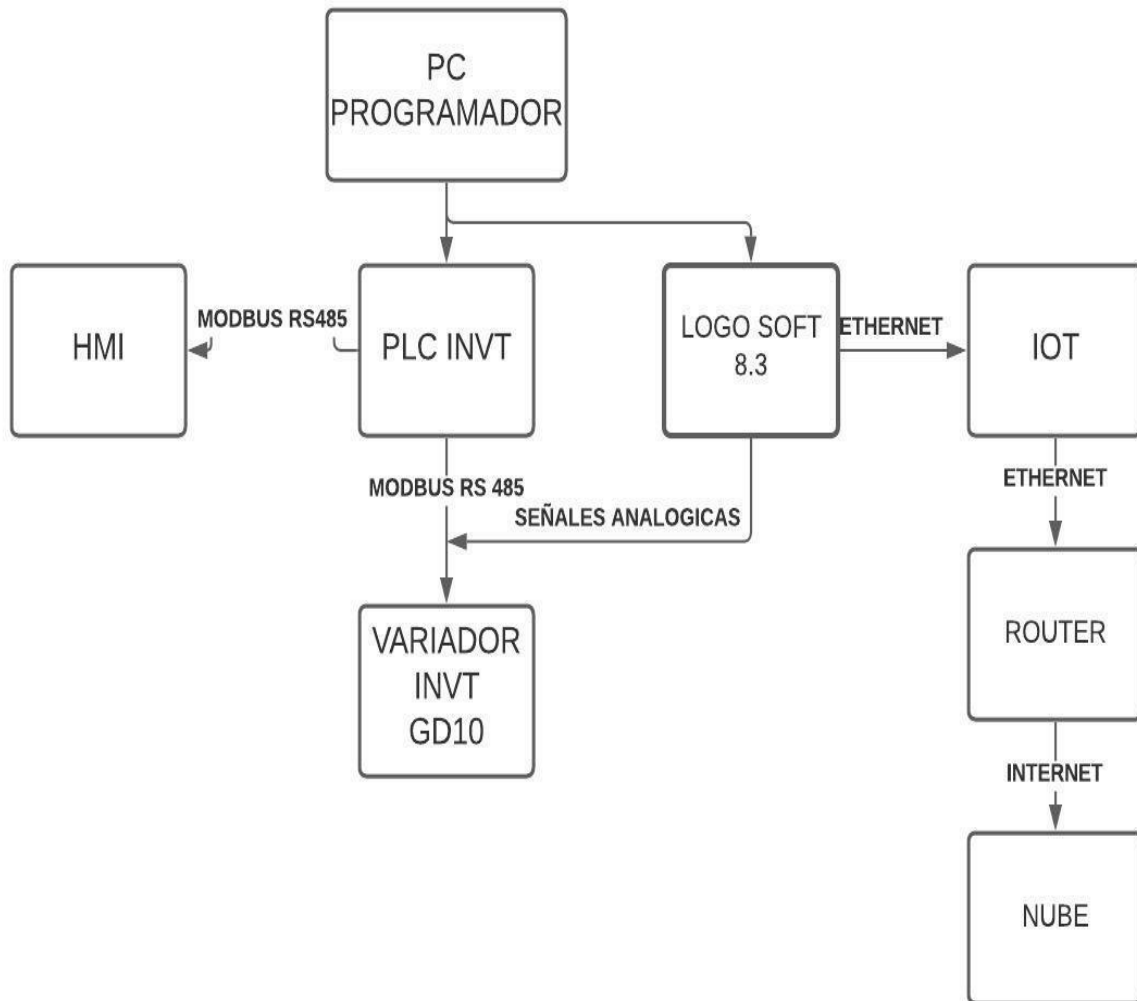 PC
PROGRAMADOR
MODBUS RS485
HMI
PLC INVT
LOGO SOFT
8.3
ETHERNET
IOT
MODBUS RS 485
SEÑALES ANALOGICAS
ETHERNET
VARIADOR
INVT
GD10
ROUTER
INTERNET
NUBE